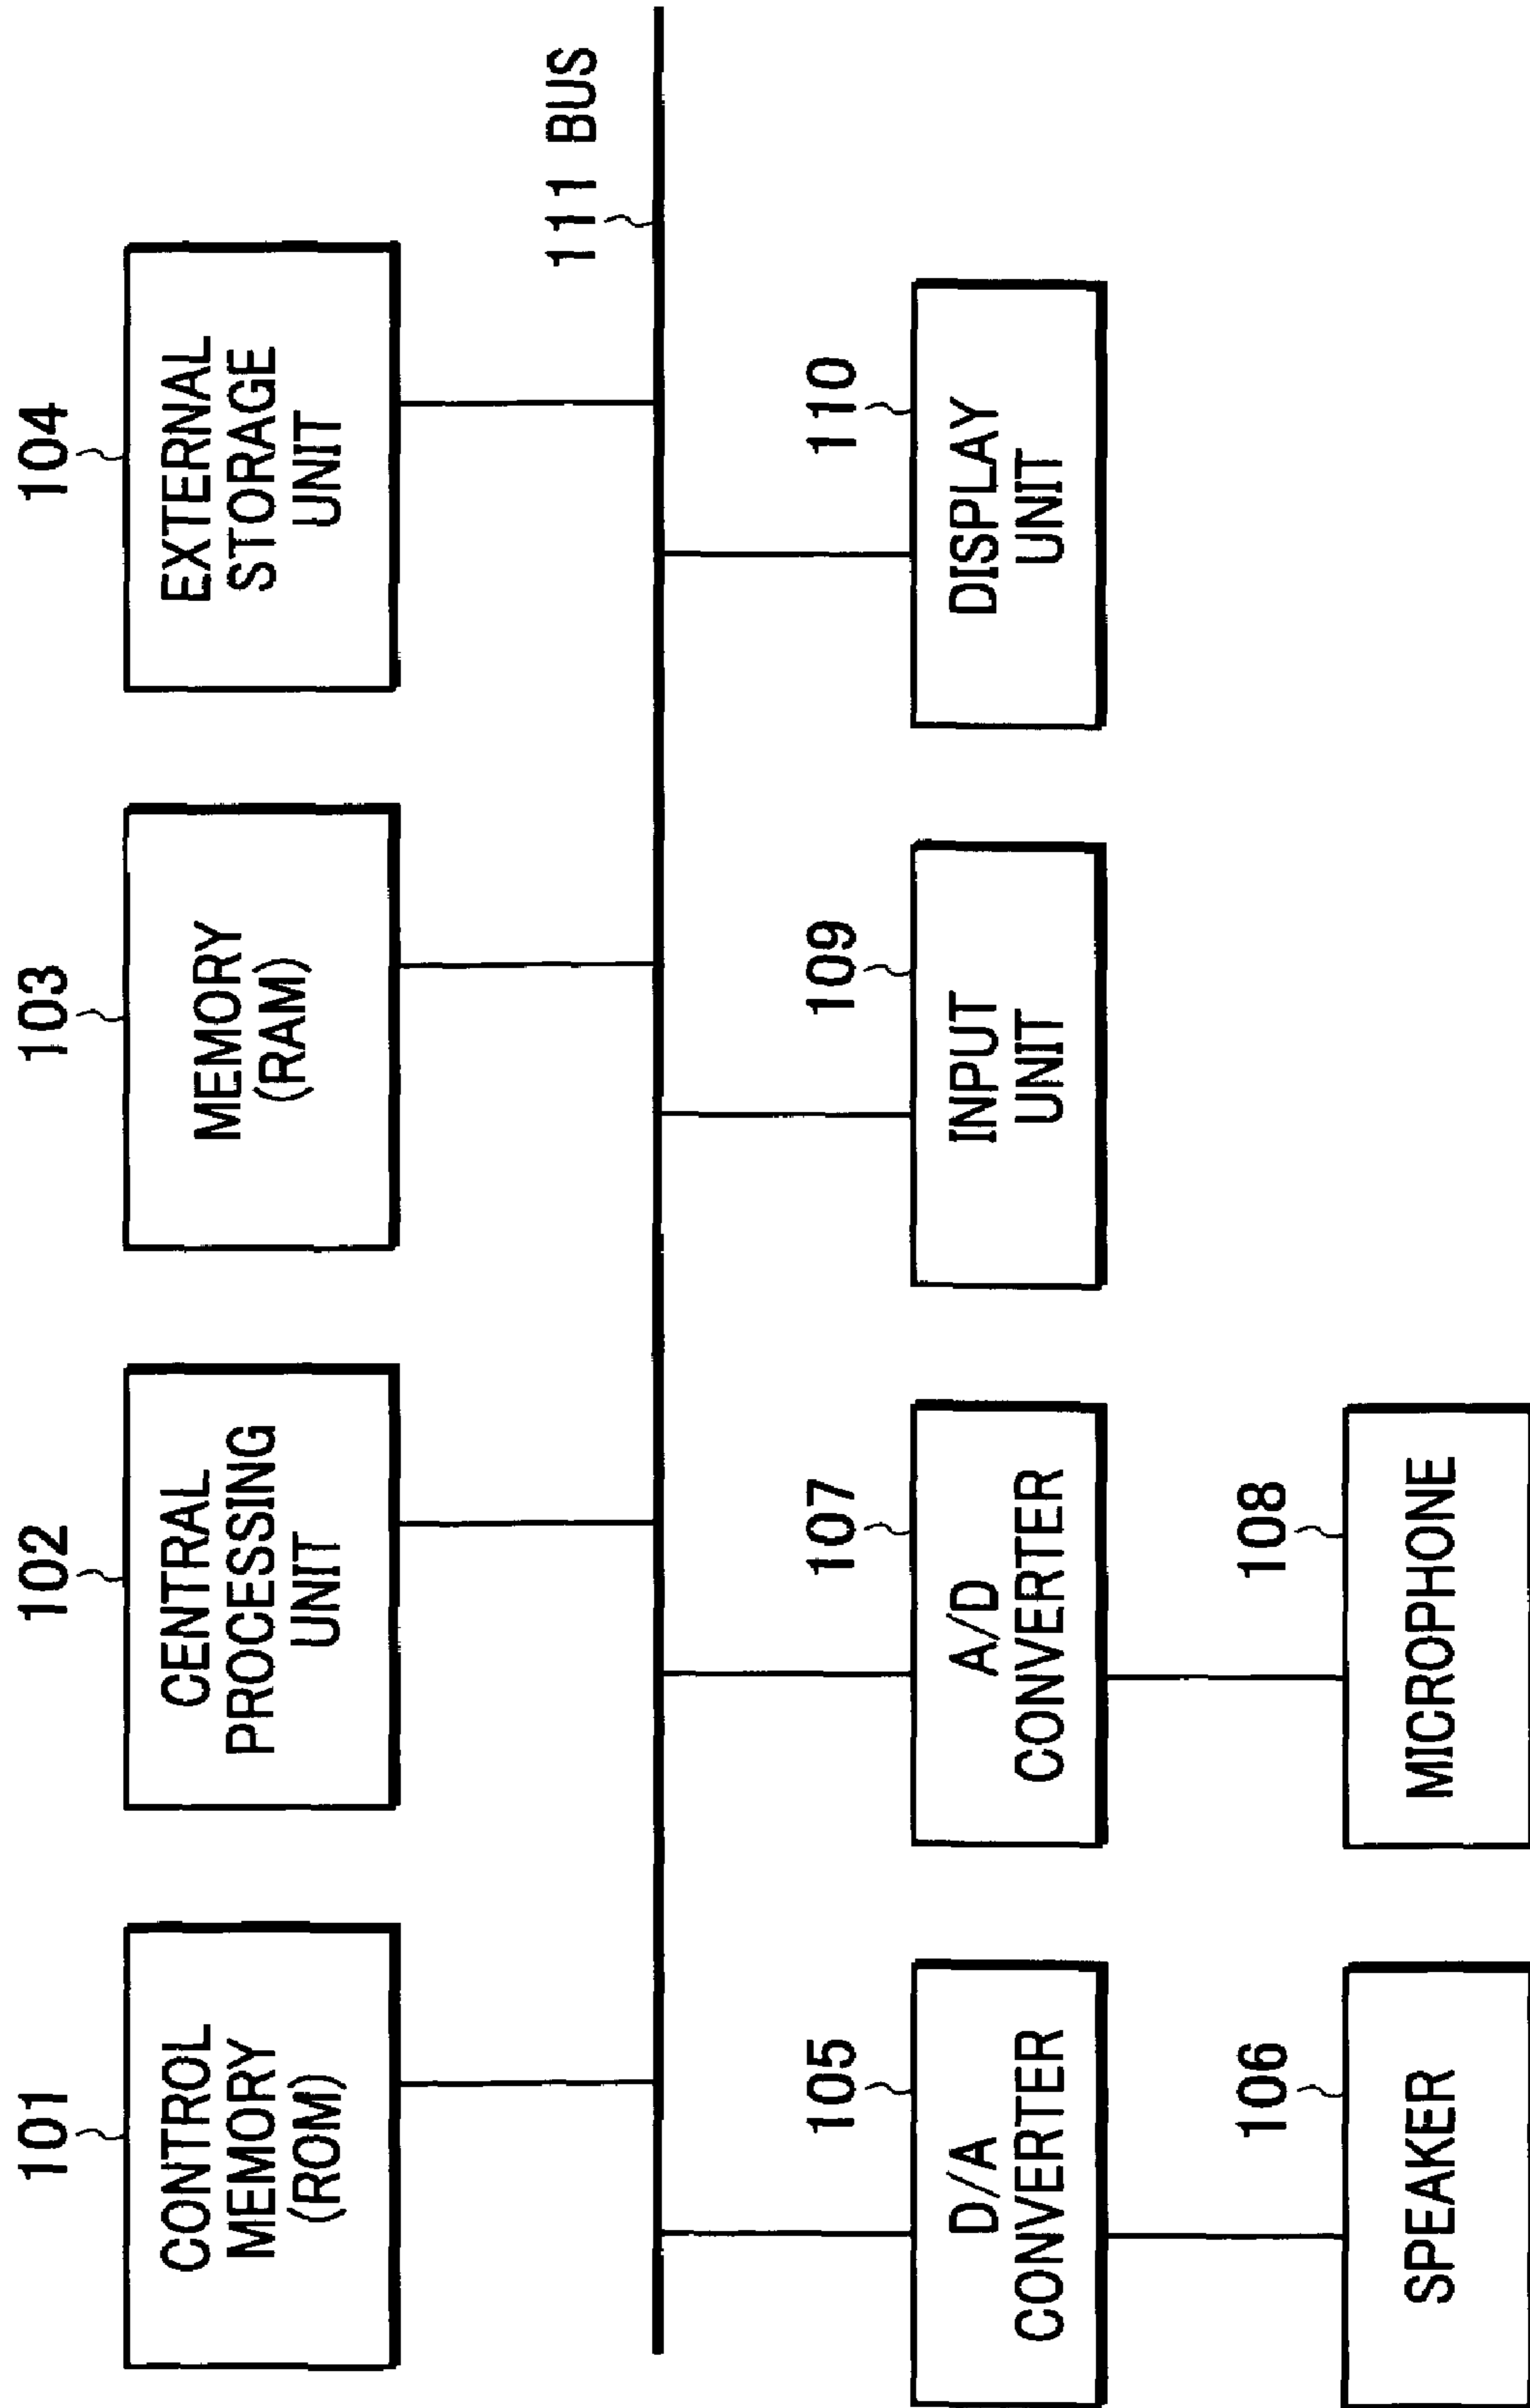 101
CONTROL
MEMORY
(ROM)
102
CENTRAL
PROCESSING
UNIT
103
MEMORY
(RAM)
104
EXTERNAL
STORAGE
UNIT
111 BUS
105
D/A
CONVERTER
107
A/D
CONVERTER
109
INPUT
UNIT
110
DISPLAY
UNIT
106
SPEAKER
108
MICROPHONE